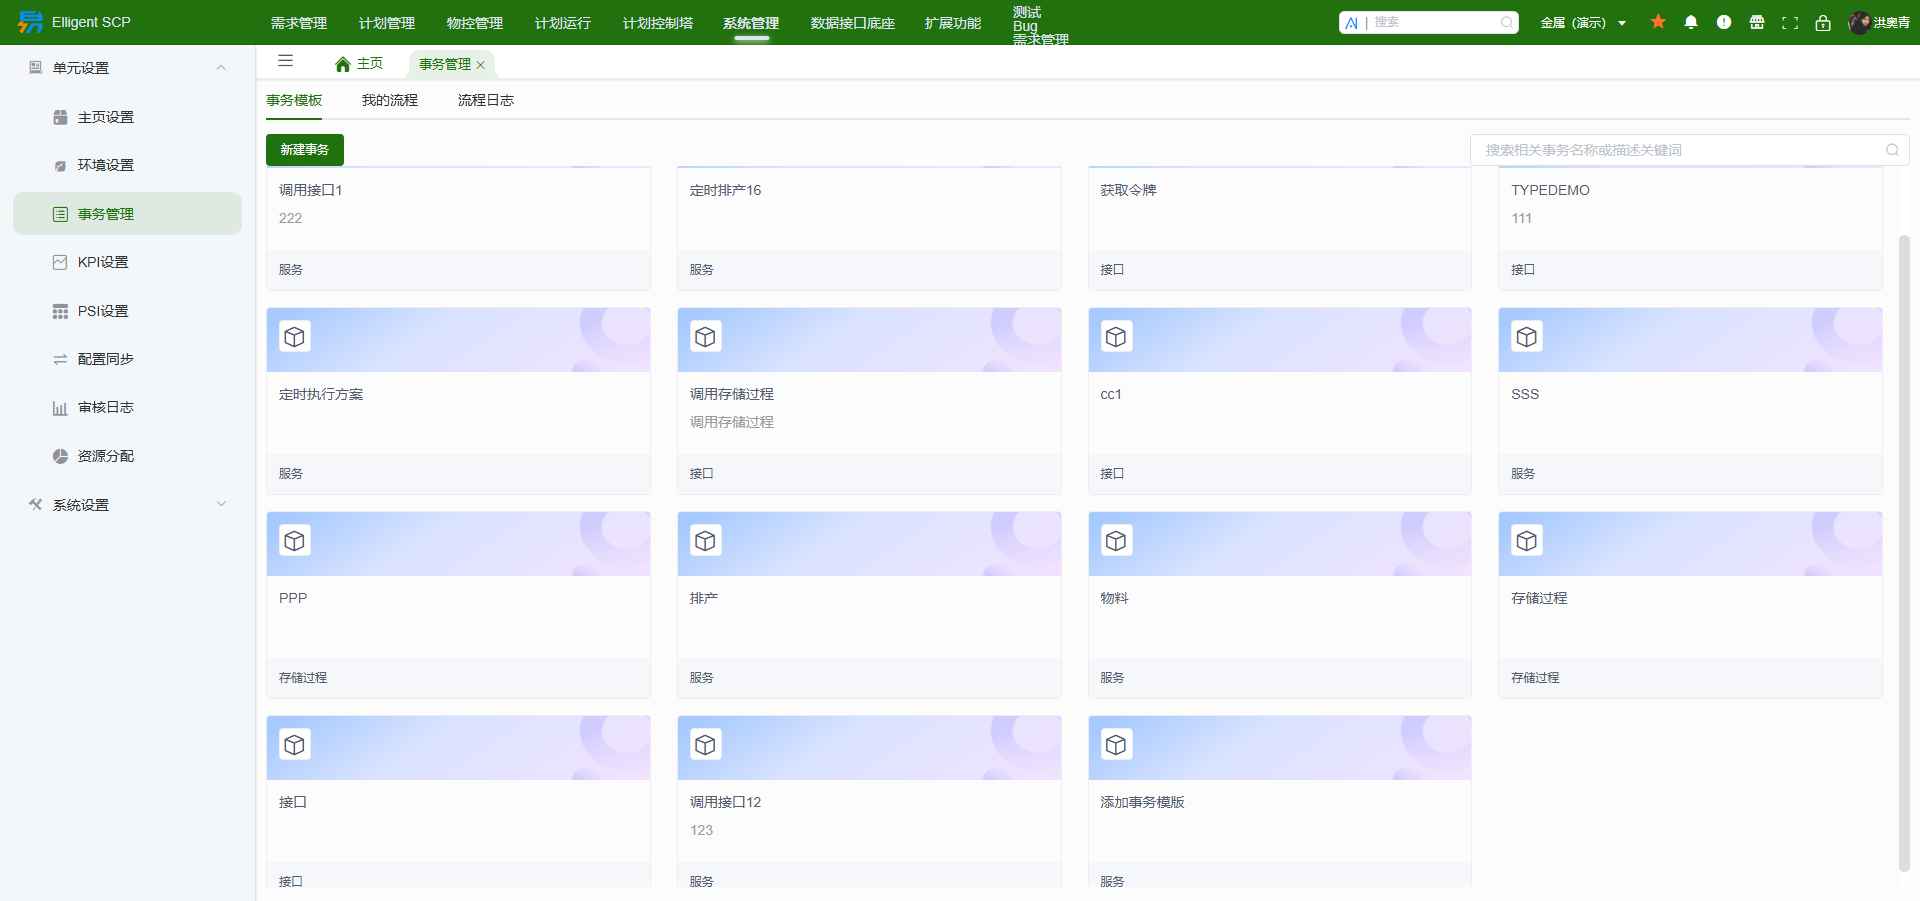 Elligent SCP
需求管理
计划管理
物控管理
计划运行
计划控制塔
系统管理
数据接口底座
扩展功能
测试
Bug
需求管理
AI | 搜索
金属（演示）
洪奥青
单元设置
主页设置
环境设置
事务管理
KPI设置
PSI设置
配置同步
审核日志
资源分配
系统设置
主页
事务管理
事务模板
我的流程
流程日志
新建事务
搜索相关事务名称或描述关键词
调用接口1
222
服务
定时排产16
服务
获取令牌
接口
TYPEDEMO
111
接口
定时执行方案
服务
调用存储过程
调用存储过程
接口
cc1
接口
SSS
服务
PPP
存储过程
排产
服务
物料
服务
存储过程
存储过程
接口
接口
调用接口12
123
服务
添加事务模版
服务